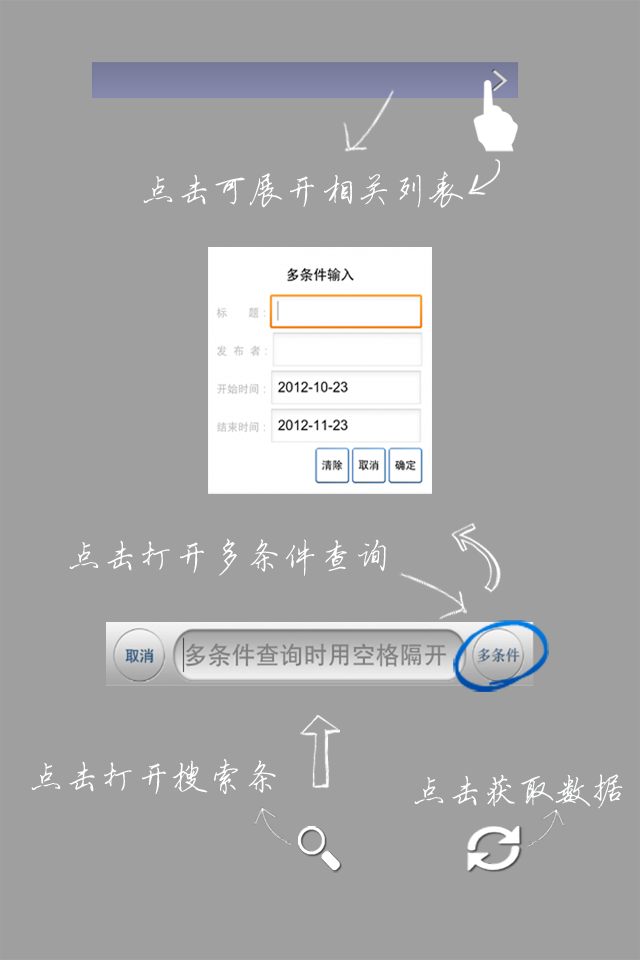 点击可展开相关列表
多条件输入
标 题:
发 布 者:
开始时间: 2012-10-23
结束时间: 2012-11-23
清除 取消 确定
点击打开多条件查询
取消 多条件查询时用空格隔开 多条件
点击打开搜索条
点击获取数据